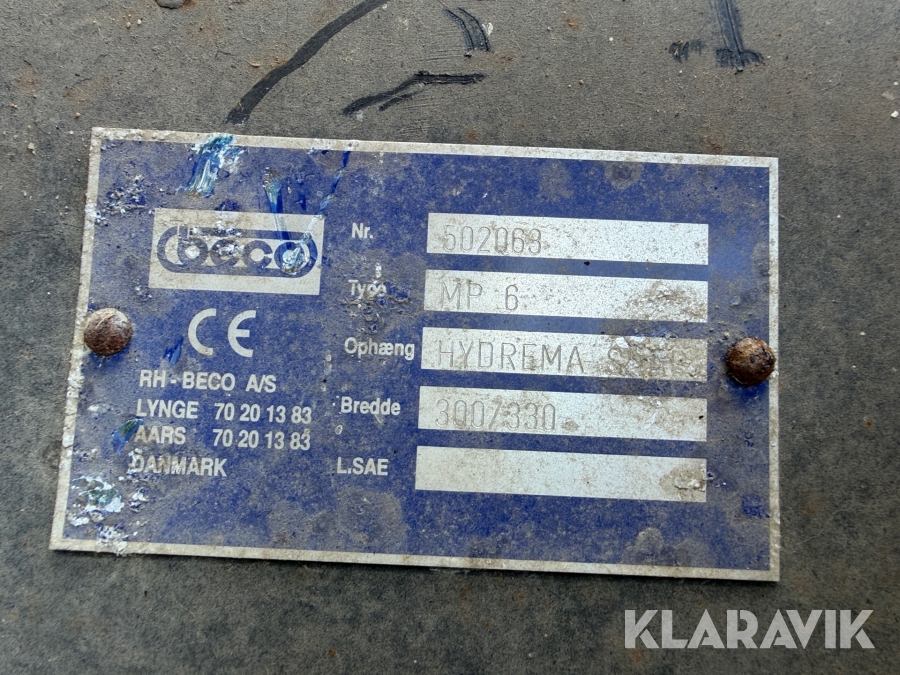 beco
CE
RH-BECO A/S
LYNGE 70 20 13 83
AARS 70 20 13 83
DANMARK
Nr. 502063
Type MP 6
Ophæng HYDREMA
Bredde 300/330
L.SAE
KLARAVIK